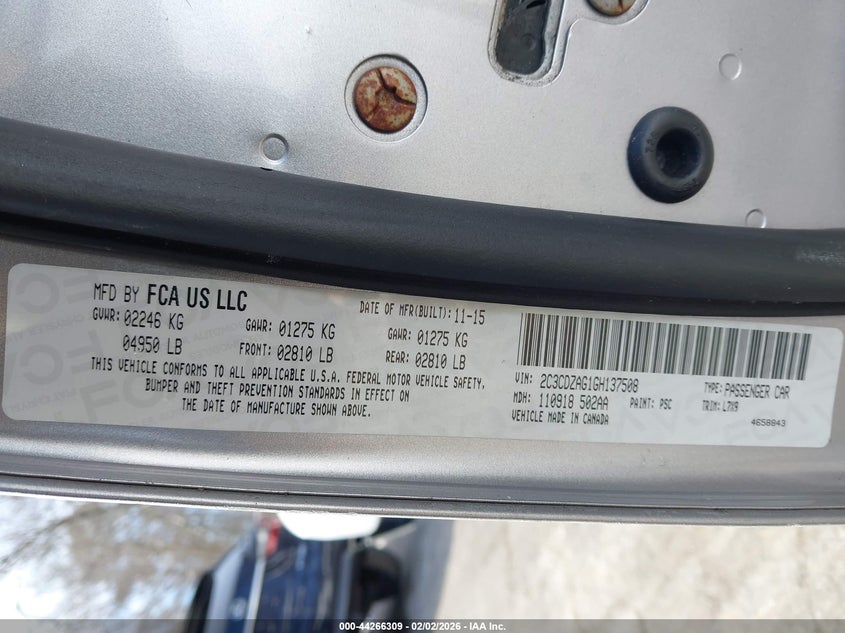 MFD BY FCA US LLC
DATE OF MFR(BUILT): 11-15
GVWR: 02246 KG
GAWR: 01275 KG
GAWR: 01275 KG
04950 LB
FRONT: 02810 LB
REAR: 02810 LB
THIS VEHICLE CONFORMS TO ALL APPLICABLE U.S.A. FEDERAL MOTOR VEHICLE SAFETY,
BUMPER AND THEFT PREVENTION STANDARDS IN EFFECT ON
THE DATE OF MANUFACTURE SHOWN ABOVE.
VIN: 2C3CDZAG1GH137508
TYPE: PASSENGER CAR
MDH: 110918 502AA
PAINT: PSC
TRIM: L7X9
VEHICLE MADE IN CANADA
4658843
000-44266309 - 02/02/2026 - IAA Inc.